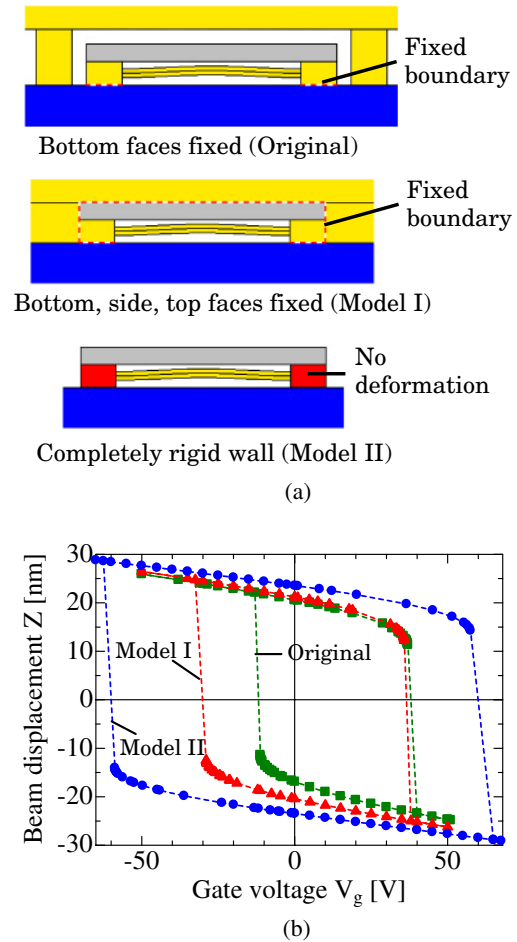 Fixed
boundary
Bottom faces fixed (Original)
Fixed
boundary
Bottom, side, top faces fixed (Model I)
No
deformation
Completely rigid wall (Model II)
(a)
30
20
10
0
-10
-20
-30
Beam displacement Z [nm]
Model I
Original
Model II
-50
0
50
Gate voltage Vg [V]
(b)